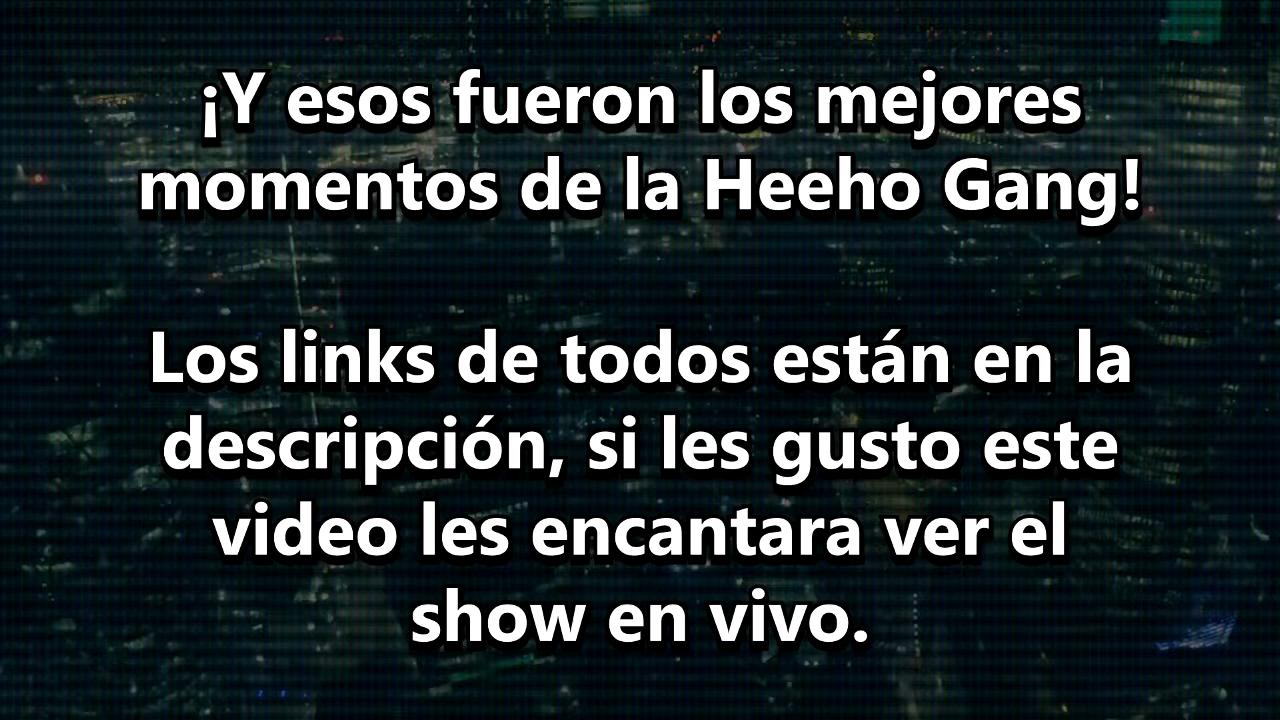 ¡Y esos fueron los mejores
momentos de la Heeho Gang!
Los links de todos están en la
descripción, si les gusto este
video les encantara ver el
show en vivo.